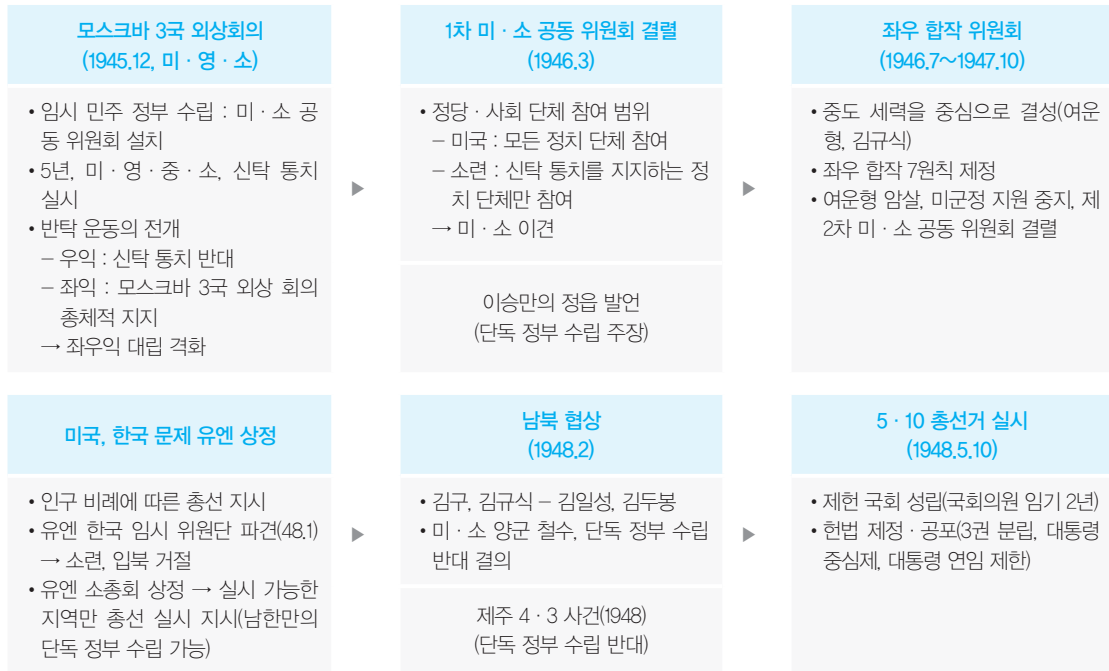 모스크바 3국 외상회의
(1945.12, 미 · 영 · 소)
• 임시 민주 정부 수립 : 미 · 소 공
동 위원회 설치
• 5년, 미 · 영 · 중 · 소, 신탁 통치
실시
• 반탁 운동의 전개
– 우익 : 신탁 통치 반대
– 좌익 : 모스크바 3국 외상 회의
총체적 지지
→ 좌우익 대립 격화
▶
1차 미 · 소 공동 위원회 결렬
(1946.3)
• 정당 · 사회 단체 참여 범위
– 미국 : 모든 정치 단체 참여
– 소련 : 신탁 통치를 지지하는 정
치 단체만 참여
→ 미 · 소 이견
이승만의 정읍 발언
(단독 정부 수립 주장)
▶
좌우 합작 위원회
(1946.7~1947.10)
• 중도 세력을 중심으로 결성(여운
형, 김규식)
• 좌우 합작 7원칙 제정
• 여운형 암살, 미군정 지원 중지, 제
2차 미 · 소 공동 위원회 결렬
미국, 한국 문제 유엔 상정
• 인구 비례에 따른 총선 지시
• 유엔 한국 임시 위원단 파견(48.1)
→ 소련, 입북 거절
• 유엔 소총회 상정 → 실시 가능한
지역만 총선 실시 지시(남한만의
단독 정부 수립 가능)
▶
남북 협상
(1948.2)
• 김구, 김규식 – 김일성, 김두봉
• 미 · 소 양군 철수, 단독 정부 수립
반대 결의
제주 4 · 3 사건(1948)
(단독 정부 수립 반대)
▶
5 · 10 총선거 실시
(1948.5.10)
• 제헌 국회 성립(국회의원 임기 2년)
• 헌법 제정 · 공포(3권 분립, 대통령
중심제, 대통령 연임 제한)